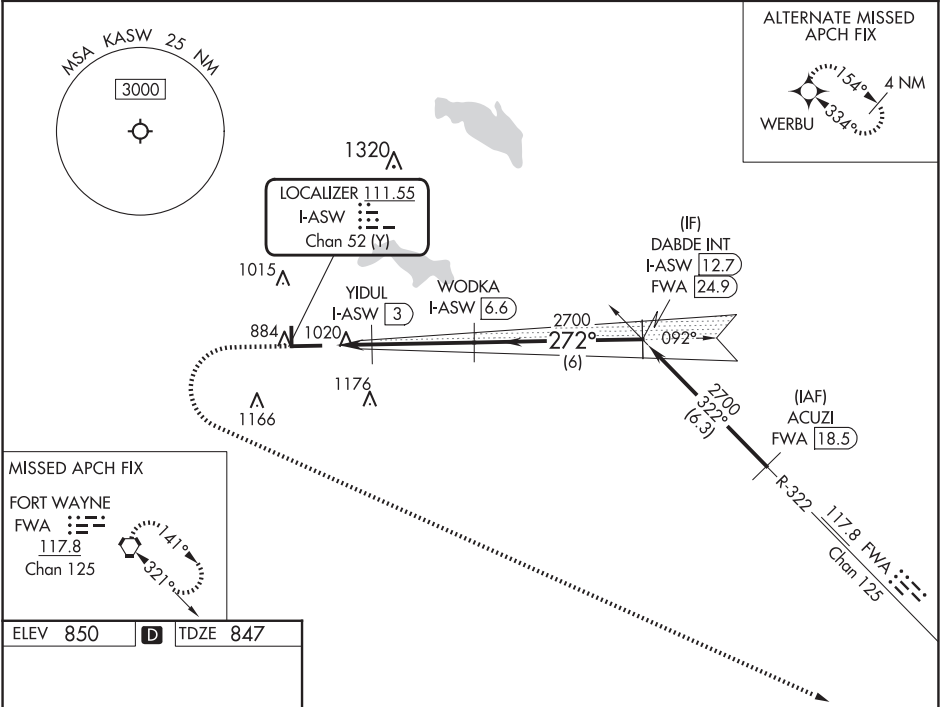 MSA KASW 25 NM
3000
ALTERNATE MISSED
APCH FIX
154°
4 NM
334°
WERBU
1320
LOCALIZER 111.55
I-ASW
Chan 52 (Y)
1015
884
1020
1176
1166
YIDUL
I-ASW 3
WODKA
I-ASW 6.6
(IF)
DABDE INT
I-ASW 12.7
FWA 24.9
2700
272°
(6)
092°
2700
322°
(6.3)
(IAF)
ACUZI
FWA 18.5
R-322
117.8 FWA
Chan 125
MISSED APCH FIX
FORT WAYNE
FWA
117.8
Chan 125
141°
321°
ELEV 850 D TDZE 847